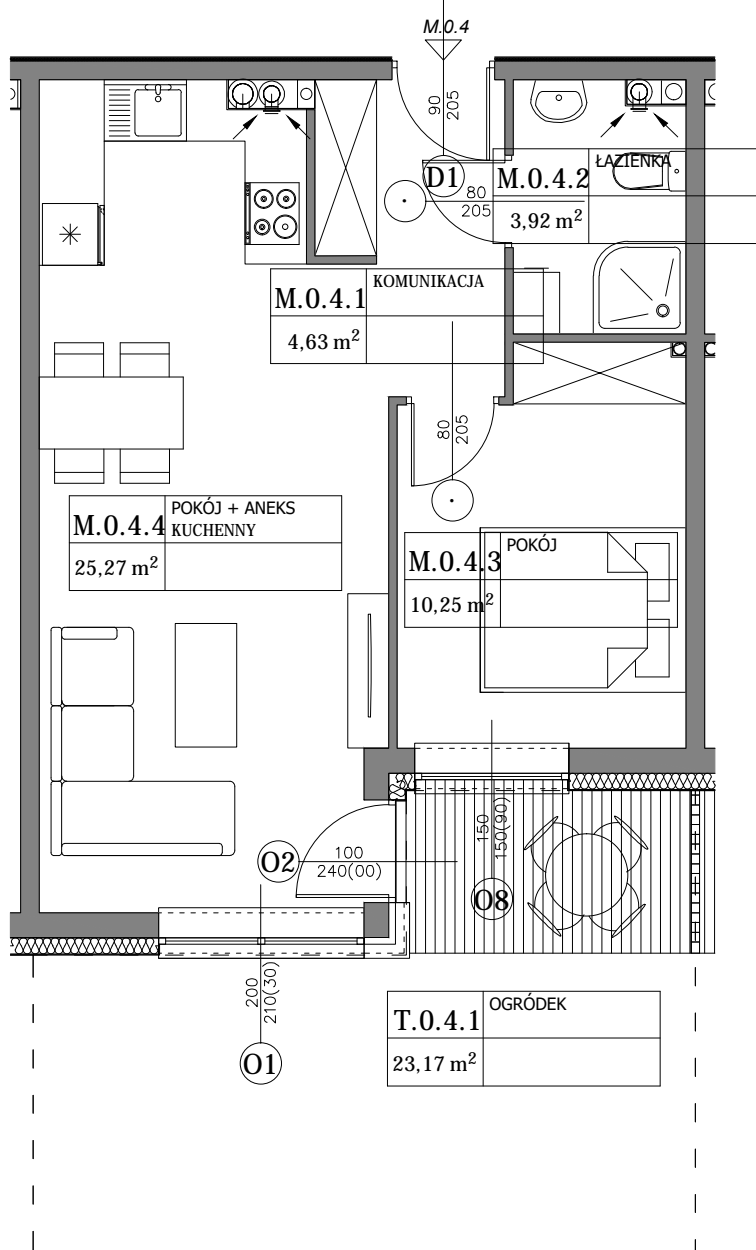 M.0.4
90
205
D1
M.0.4.2
ŁAZIENKA
3,92 m²
80
205
M.0.4.1
KOMUNIKACJA
4,63 m²
80
205
M.0.4.4
POKÓJ + ANEKS
KUCHENNY
25,27 m²
M.0.4.3
POKÓJ
10,25 m²
150
150(90)
O2
100
240(00)
O8
200
210(30)
O1
T.0.4.1
OGRÓDEK
23,17 m²